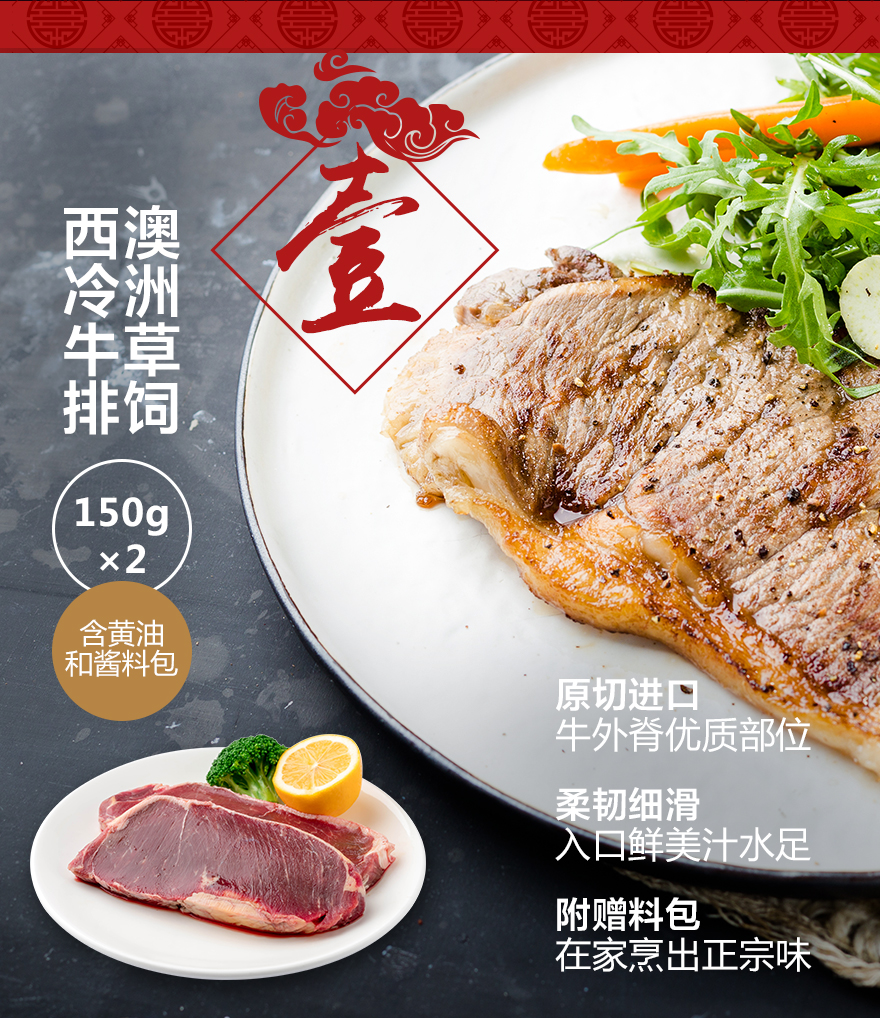 壹
澳洲草饲
西冷牛排
150g
×2
含黄油
和酱料包
原切进口
牛外脊优质部位
柔韧细滑
入口鲜美汁水足
附赠料包
在家烹出正宗味